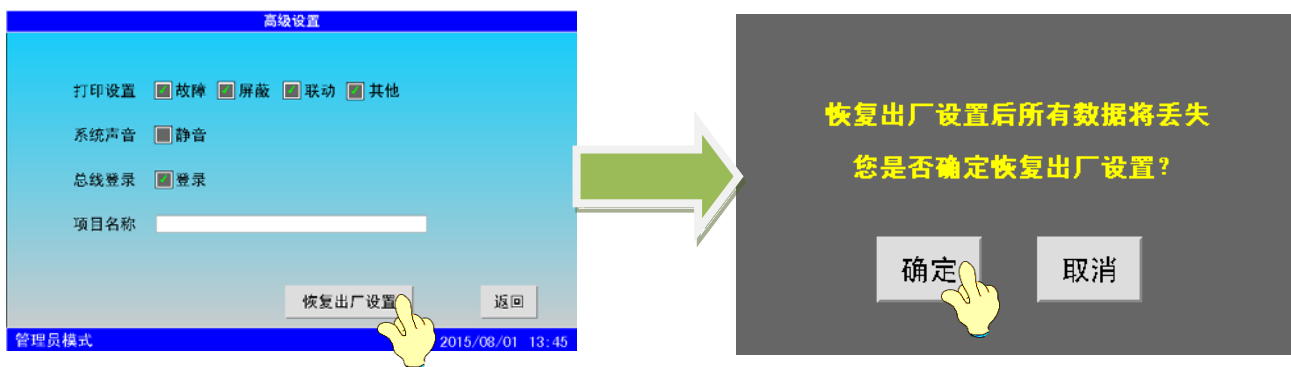 高级设置
打印设置 故障 屏蔽 联动 其他
系统声音 静音
总线登录 登录
项目名称
恢复出厂设置 返回
管理员模式 2015/08/01 13:45
恢复出厂设置后所有数据将丢失
您是否确定恢复出厂设置?
确定 取消